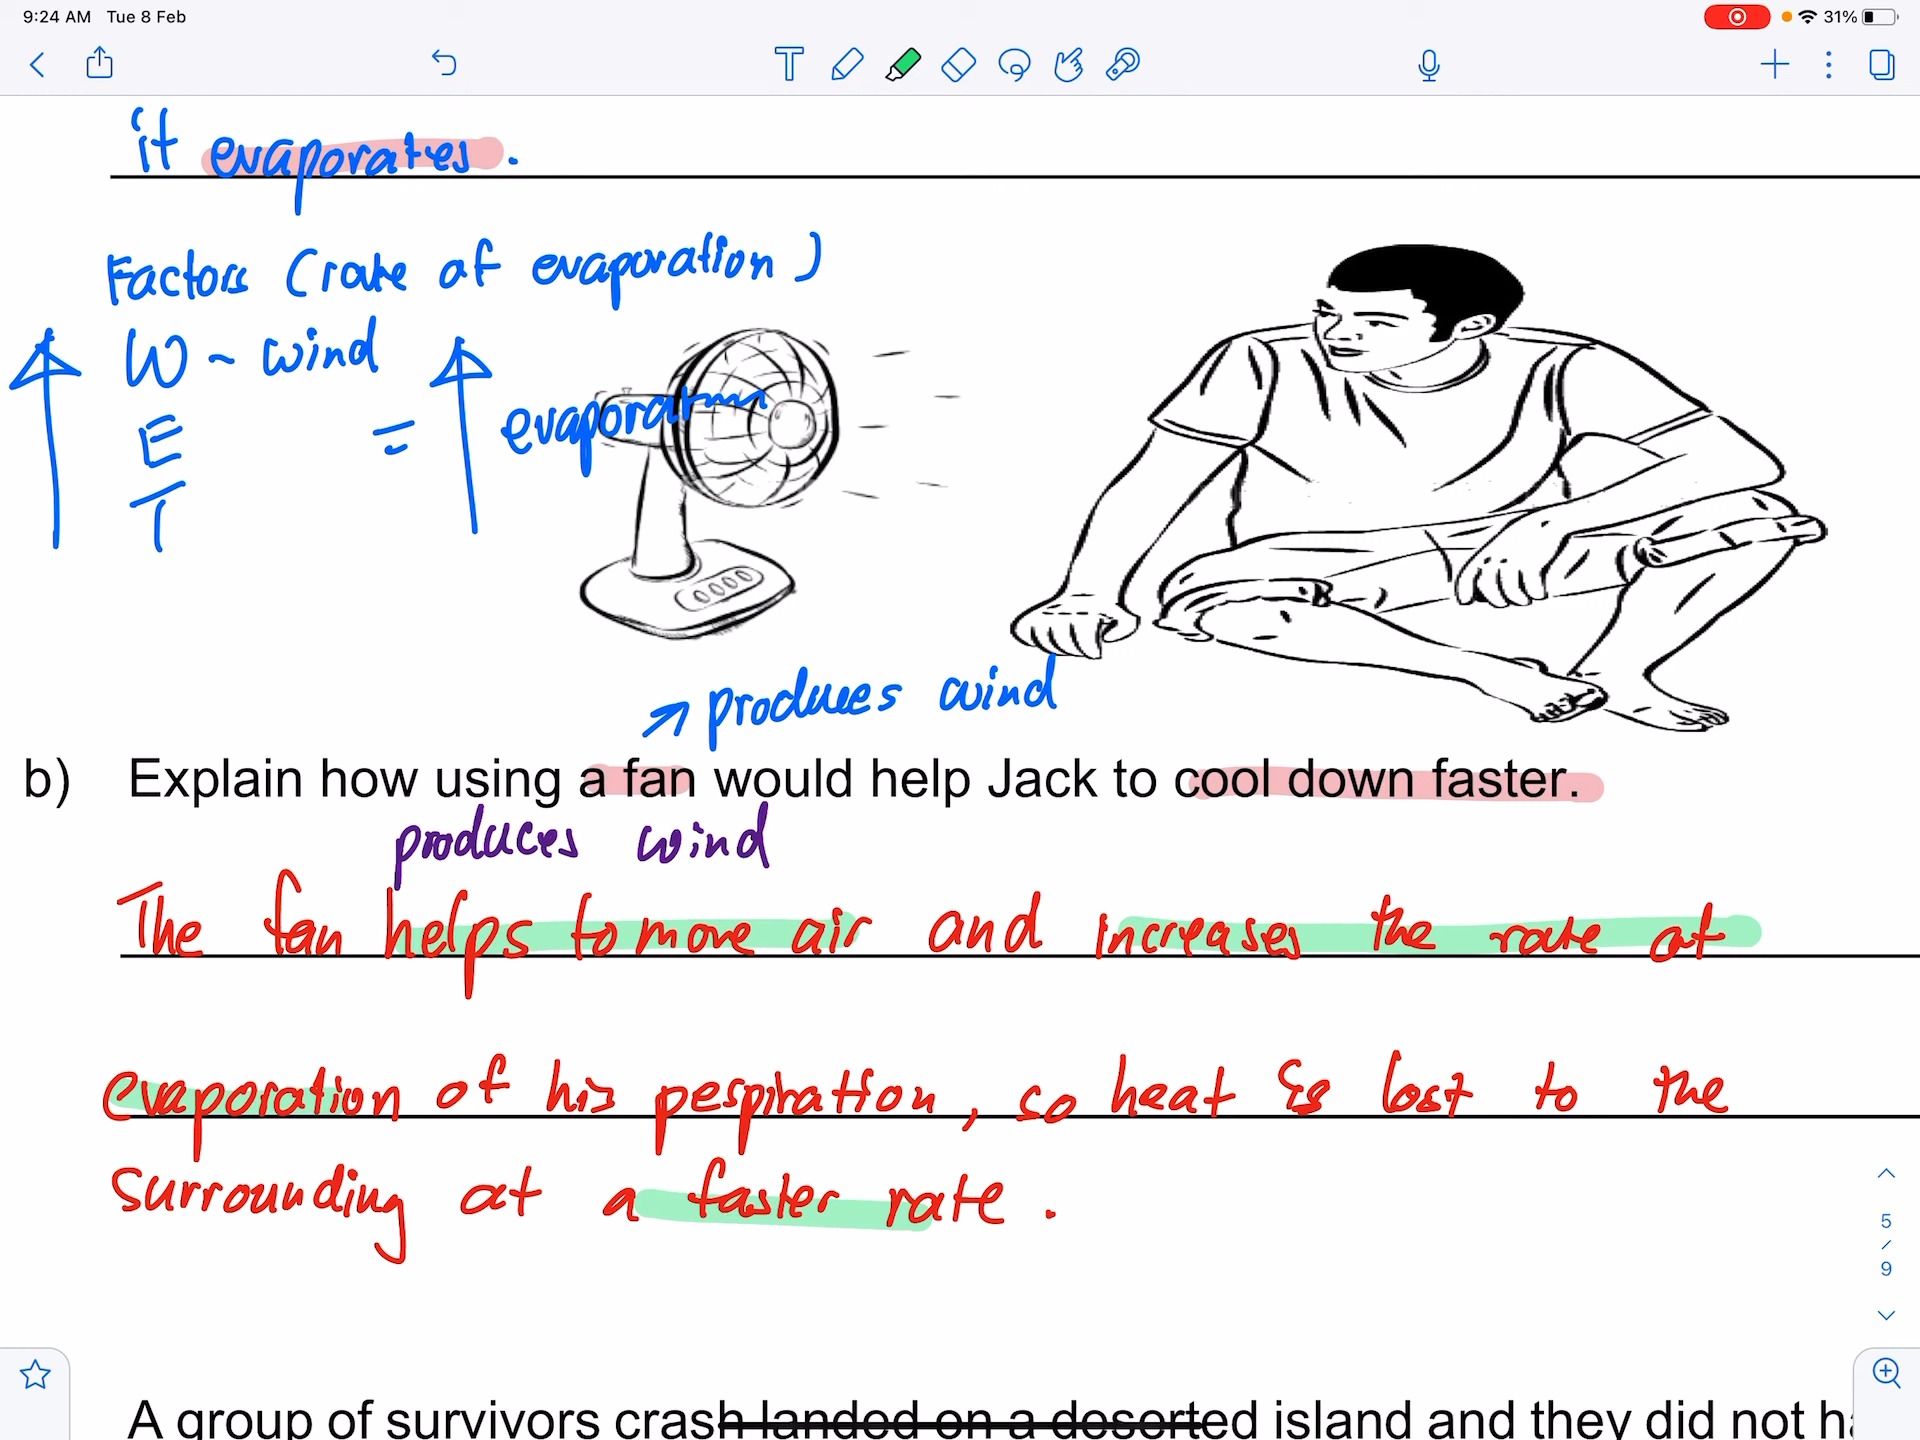 9:24 AM Tue 8 Feb
31%
it evaporates.
Factors (rate of evaporation)
W ~ wind
E = evaporation
T
produces wind
b) Explain how using a fan would help Jack to cool down faster.
produces wind
The fan helps to move air and increases the rate at
evaporation of his pespiration, so heat is lost to the
surrounding at a faster rate.
5
/
9
A group of survivors crash landed on a deserted island and they did not